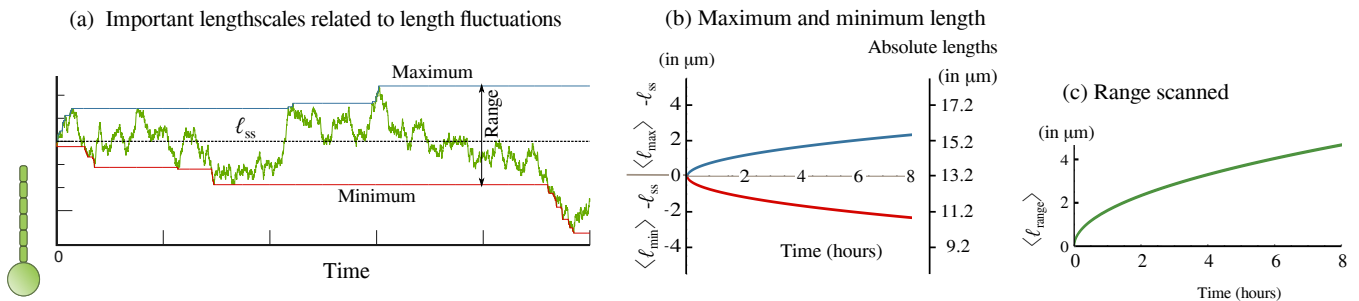 (a) Important lengthscales related to length fluctuations
Maximum
ℓss
Range
Minimum
0
Time
(b) Maximum and minimum length
Absolute lengths
(in μm)
(in μm)
⟨ℓmax⟩ -ℓss
⟨ℓmin⟩ -ℓss
4
2
0
-2
-4
2
4
6
8
17.2
15.2
13.2
11.2
9.2
Time (hours)
(c) Range scanned
(in μm)
⟨ℓrange⟩
4
2
0
0
2
4
6
8
Time (hours)